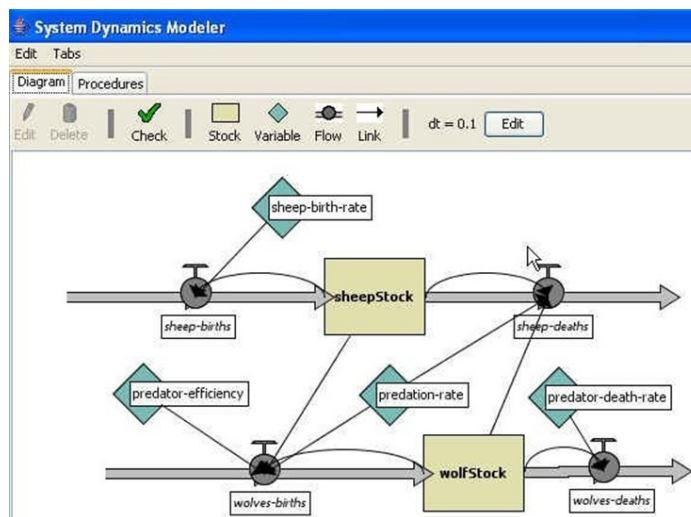 System Dynamics Modeler
Edit Tabs
Diagram Procedures
Edit Delete Check Stock Variable Flow Link dt = 0.1 Edit
sheep-birth-rate
sheepStock
sheep-births sheep-deaths
predator-efficiency predation-rate predator-death-rate
wolfStock
wolves-births wolves-deaths